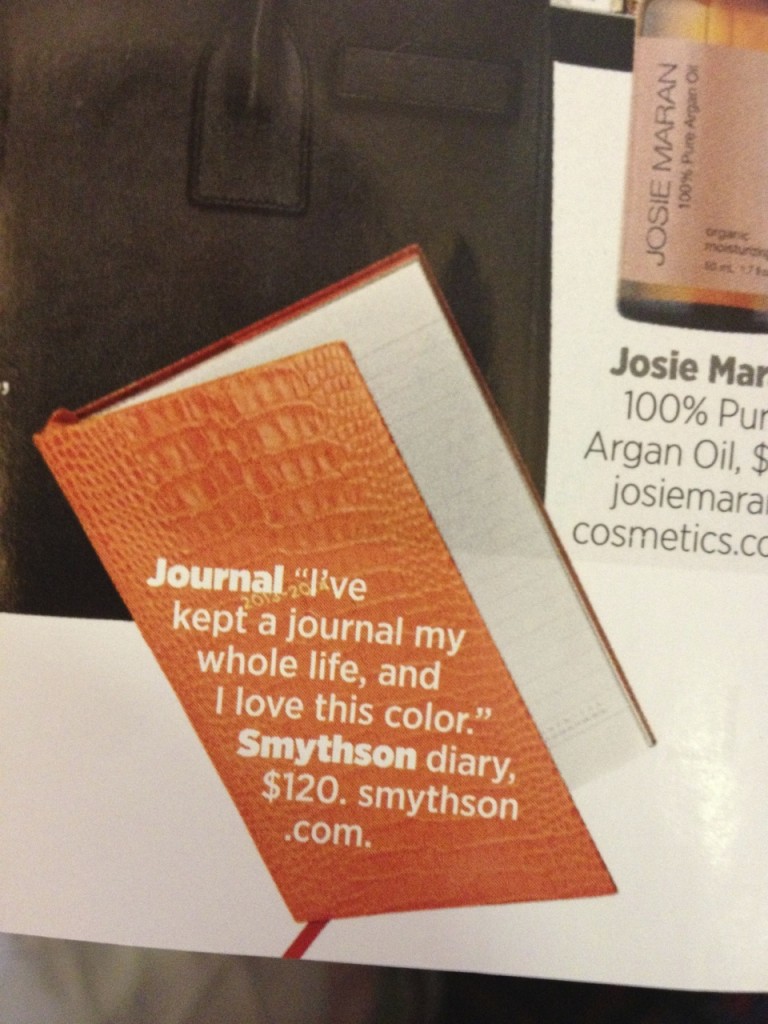 JOSIE MARAN
100% Pure Argan Oil
organic
Josie Mar
100% Pur
Argan Oil, $
josiemara
cosmetics.co
Journal "I've
kept a journal my
whole life, and
I love this color."
Smythson diary,
$120. smythson
.com.